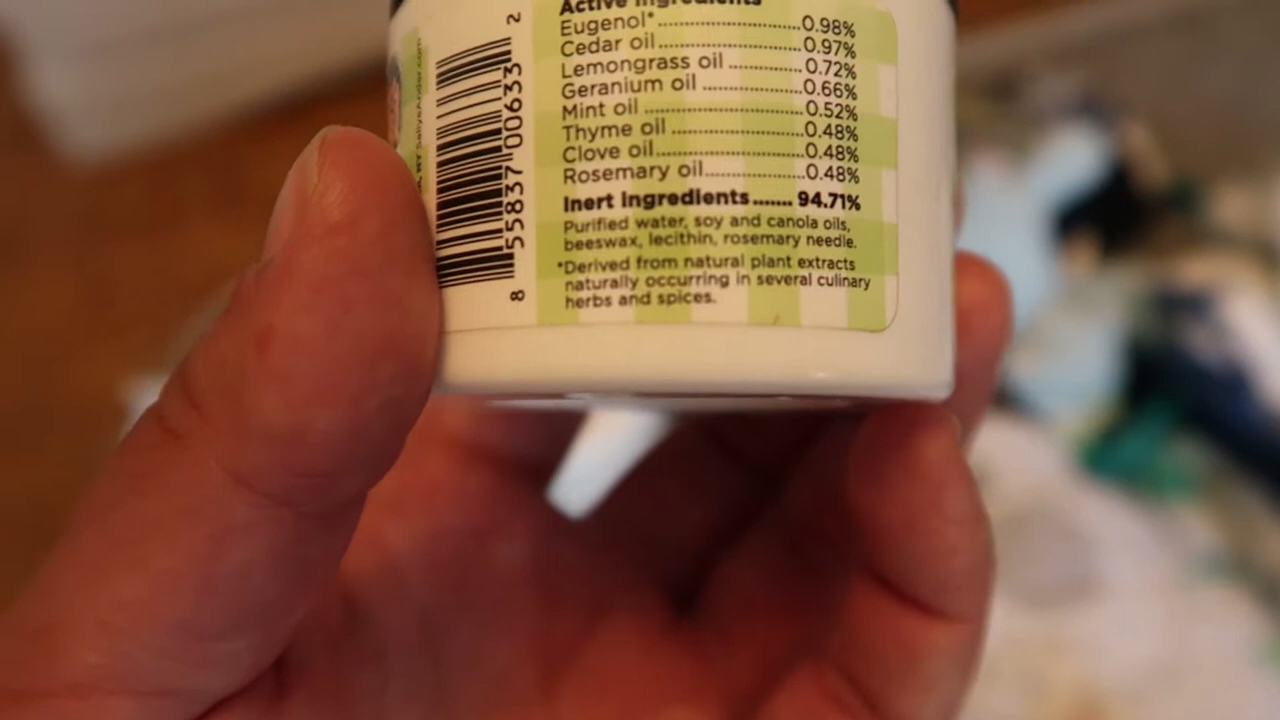 Active Ingredients
Eugenol*......................0.98%
Cedar oil......................0.97%
Lemongrass oil...........0.72%
Geranium oil...............0.66%
Mint oil........................0.52%
Thyme oil....................0.48%
Clove oil.......................0.48%
Rosemary oil...............0.48%
Inert Ingredients....... 94.71%
Purified water, soy and canola oils,
beeswax, lecithin, rosemary needle.
*Derived from natural plant extracts
naturally occurring in several culinary
herbs and spices.
8 55837 00633 2